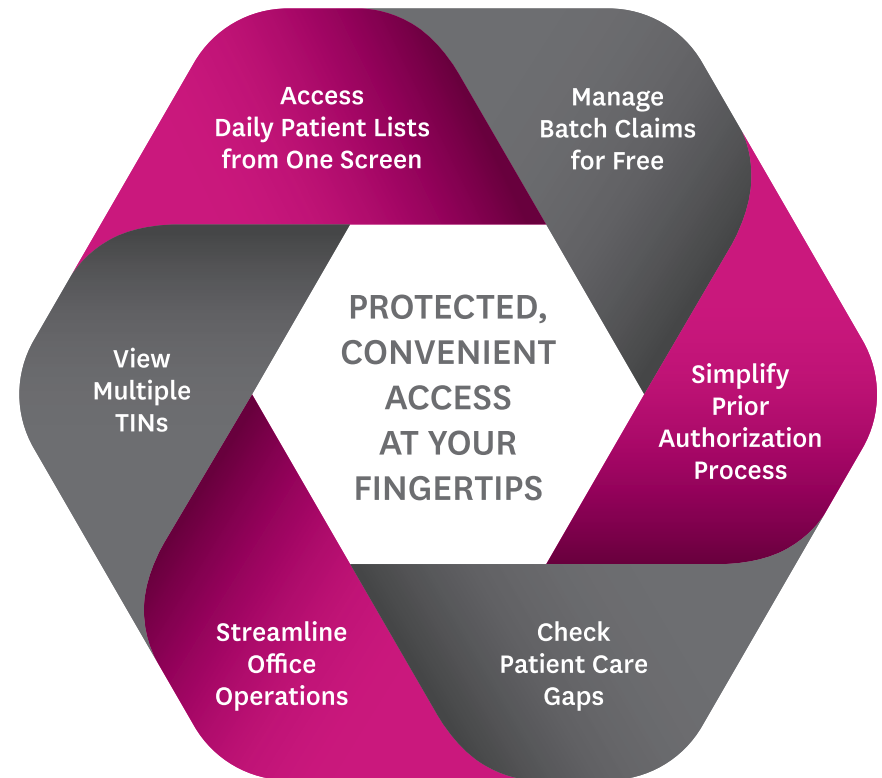 Access
Daily Patient Lists
from One Screen
Manage
Batch Claims
for Free
Simplify
Prior
Authorization
Process
Check
Patient Care
Gaps
Streamline
Office
Operations
View
Multiple
TINs
PROTECTED,
CONVENIENT
ACCESS
AT YOUR
FINGERTIPS